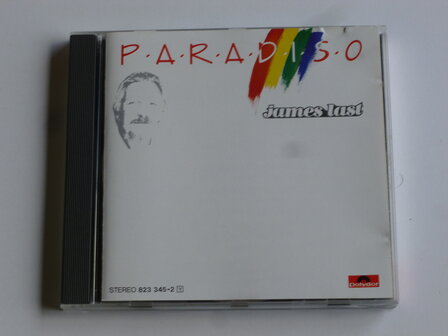 P·A·R·A·D·I·S·O
james last
STEREO 823 345-2
Polydor